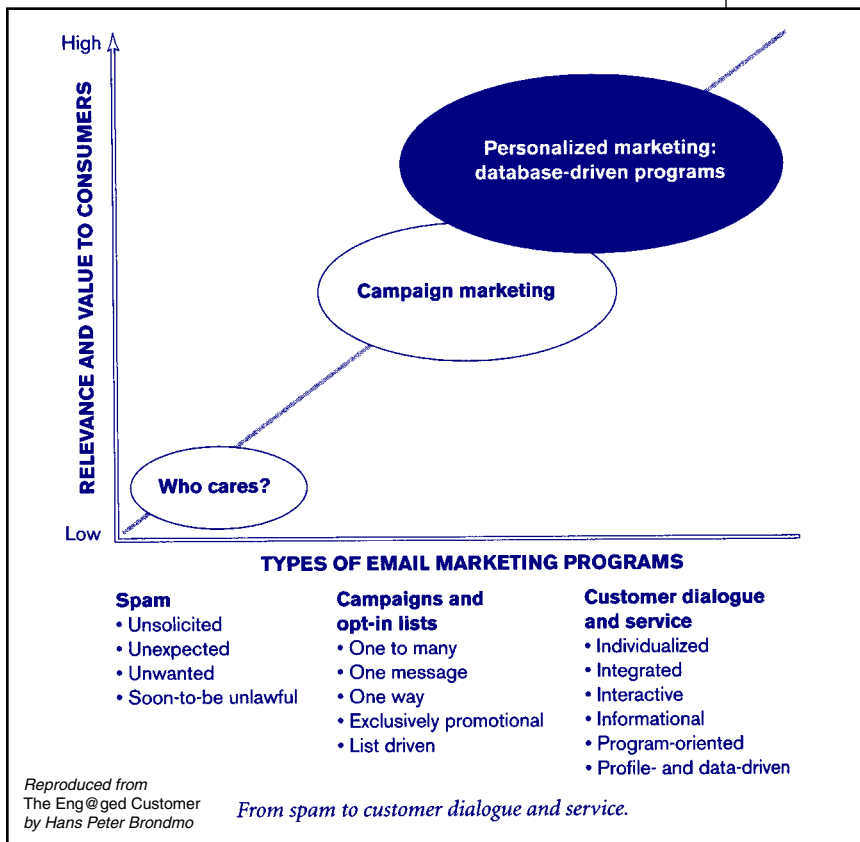 High
RELEVANCE AND VALUE TO CONSUMERS
Personalized marketing:
database-driven programs
Campaign marketing
Who cares?
Low
TYPES OF EMAIL MARKETING PROGRAMS
Spam
• Unsolicited
• Unexpected
• Unwanted
• Soon-to-be unlawful
Campaigns and
opt-in lists
• One to many
• One message
• One way
• Exclusively promotional
• List driven
Customer dialogue
and service
• Individualized
• Integrated
• Interactive
• Informational
• Program-oriented
• Profile- and data-driven
Reproduced from
The Eng@ged Customer
by Hans Peter Brondmo
From spam to customer dialogue and service.